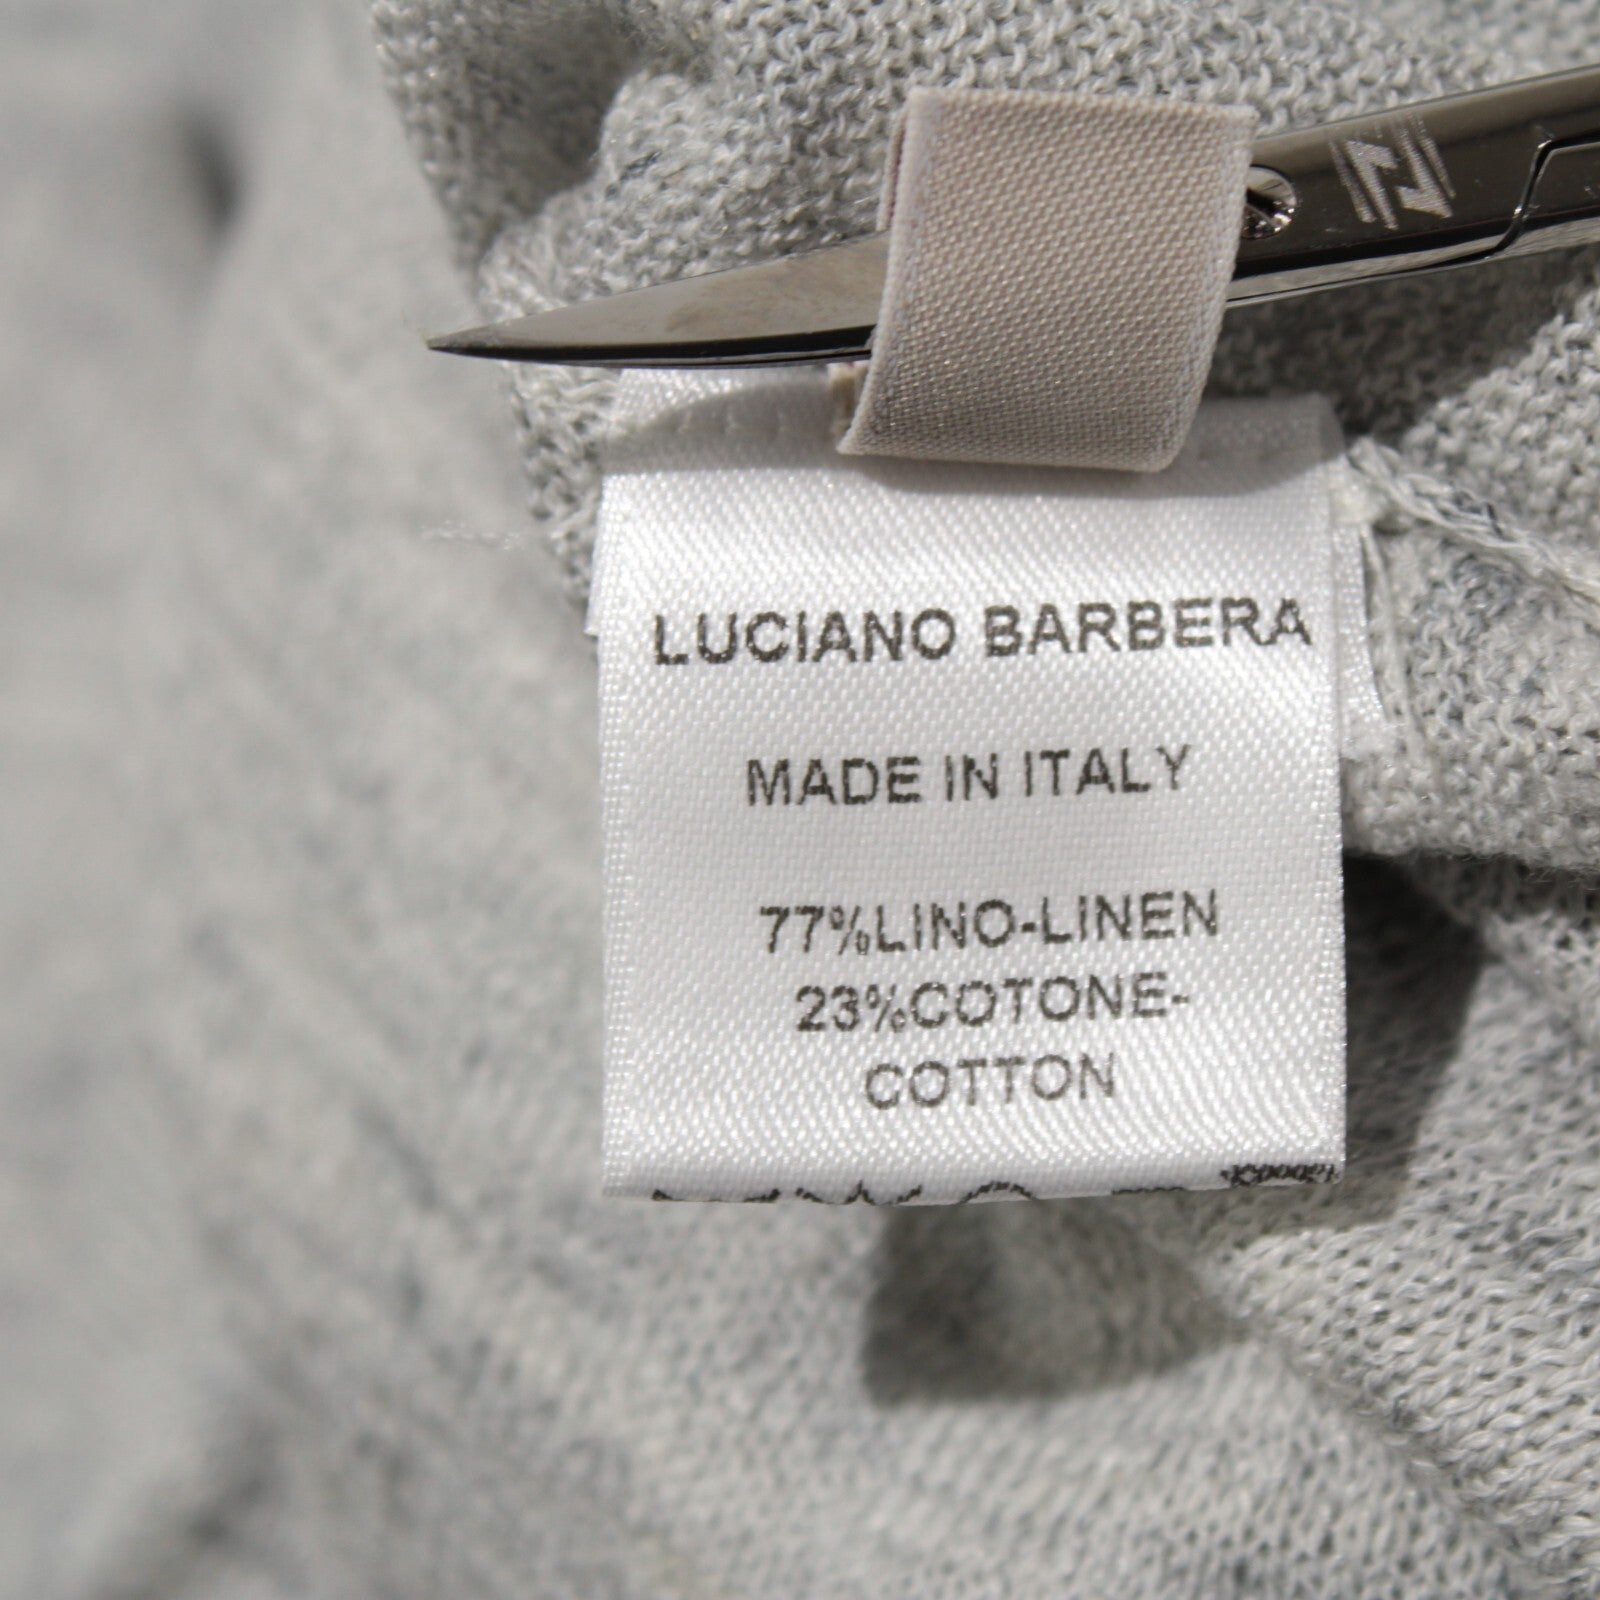 LUCIANO BARBERA
MADE IN ITALY
77%LINO-LINEN
23%COTONE-
COTTON